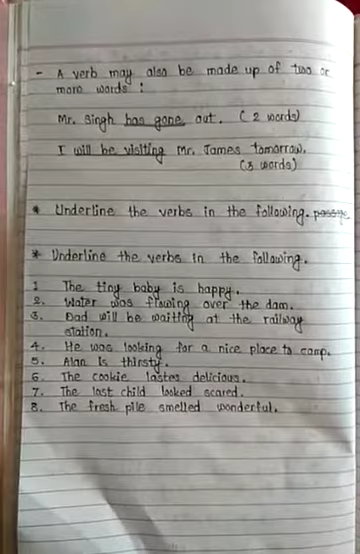 - A verb may also be made up of two or
more words :
Mr. Singh has gone out. ( 2 words)
I will be visiting Mr. James tomorrow.
(3 words)
* Underline the verbs in the following. passage.
* Underline the verbs in the following.
1 The tiny baby is happy.
2. Water was flowing over the dam.
3. Dad will be waiting at the railway
station.
4. He was looking for a nice place to camp.
5. Alan is thirsty.
6. The cookie tastes delicious.
7. The lost child looked scared.
8. The fresh pile smelled wonderful.